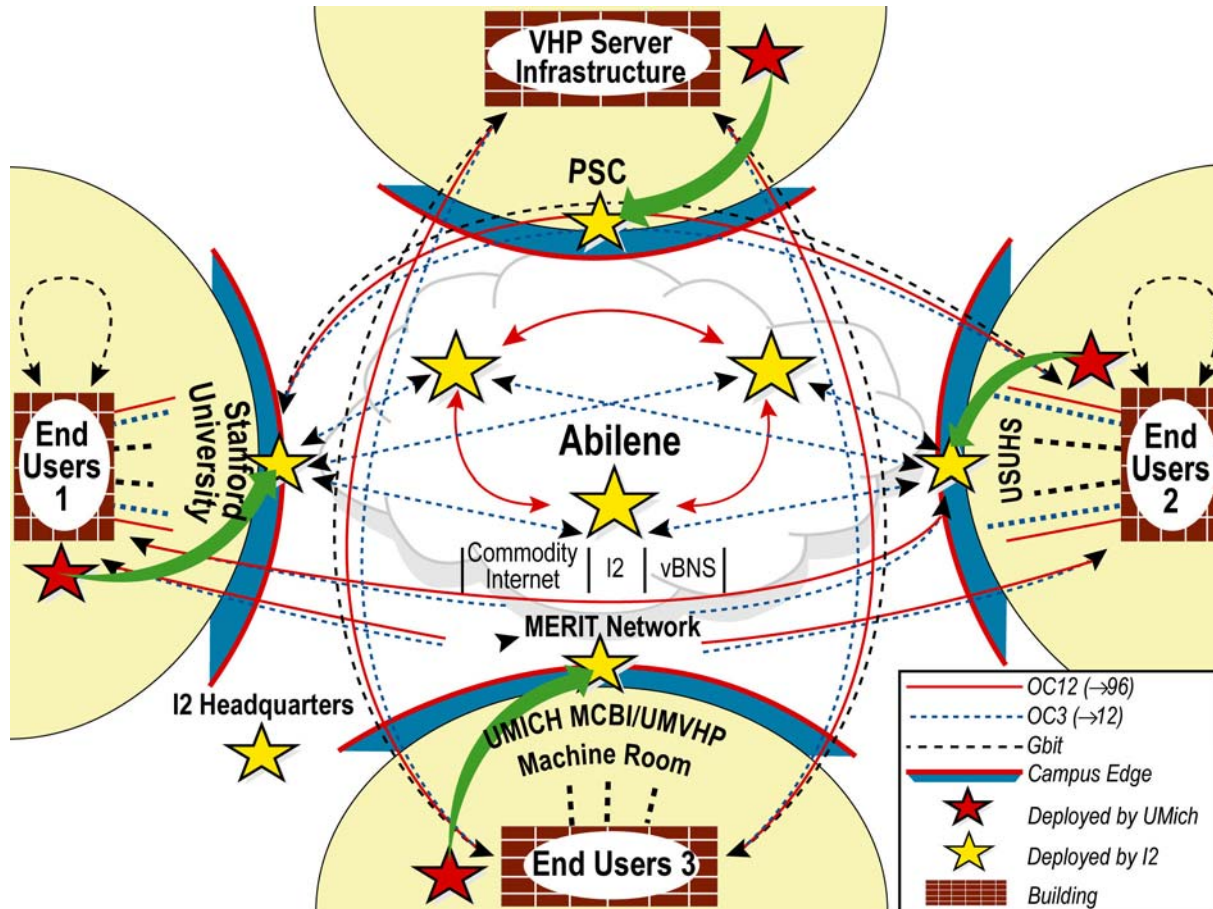 VHP Server
Infrastructure
PSC
Stanford
University
End
Users
1
Abilene
USUHS
End
Users
2
Commodity
Internet
I2
vBNS
MERIT Network
I2 Headquarters
UMICH MCBI/UMVHP
Machine Room
End Users 3
OC12 (→96)
OC3 (→12)
Gbit
Campus Edge
Deployed by UMich
Deployed by I2
Building